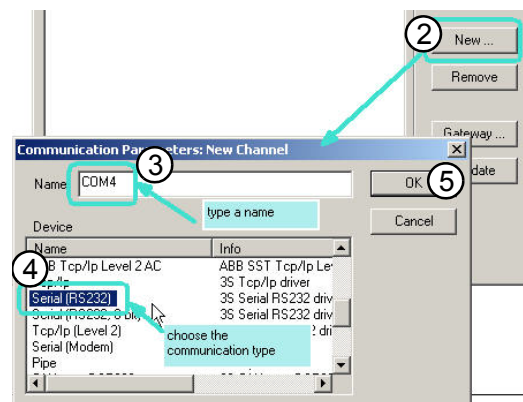 2
New ...
Remove
Gateway ...
date
Communication Parameters: New Channel
3
Name
COM4
OK
5
type a name
Cancel
Device
Name Info
B Tcp/Ip Level 2 AC ABB SST Tcp/Ip Le
4
3S Tcp/Ip driver
Serial (RS232) 3S Serial RS232 driv
3S Serial RS232 driv
Tcp/Ip (Level 2)
choose the
communication type
Serial (Modem)
Pipe